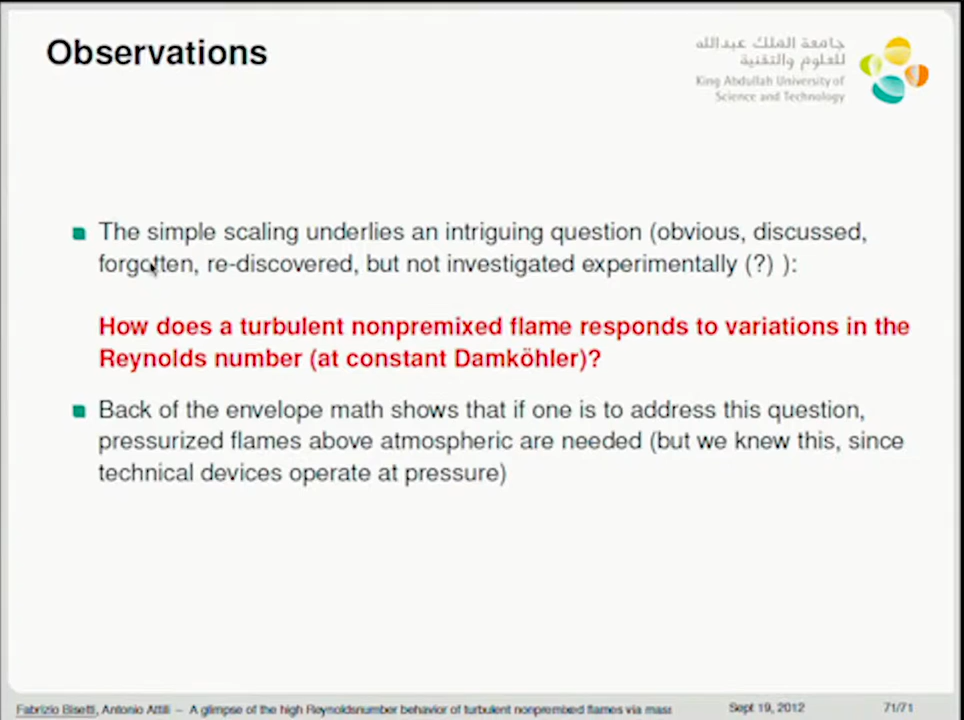 Observations
جامعة الملك عبدالله
للعلوم والتقنية
King Abdullah University of
Science and Technology
The simple scaling underlies an intriguing question (obvious, discussed,
forgotten, re-discovered, but not investigated experimentally (?) ):
How does a turbulent nonpremixed flame responds to variations in the
Reynolds number (at constant Damköhler)?
Back of the envelope math shows that if one is to address this question,
pressurized flames above atmospheric are needed (but we knew this, since
technical devices operate at pressure)
Fabrizio Bisetti, Antonio Attili – A glimpse of the high Reynoldsnumber behavior of turbulent nonpremixed flames via mass
Sept 19, 2012
71/71